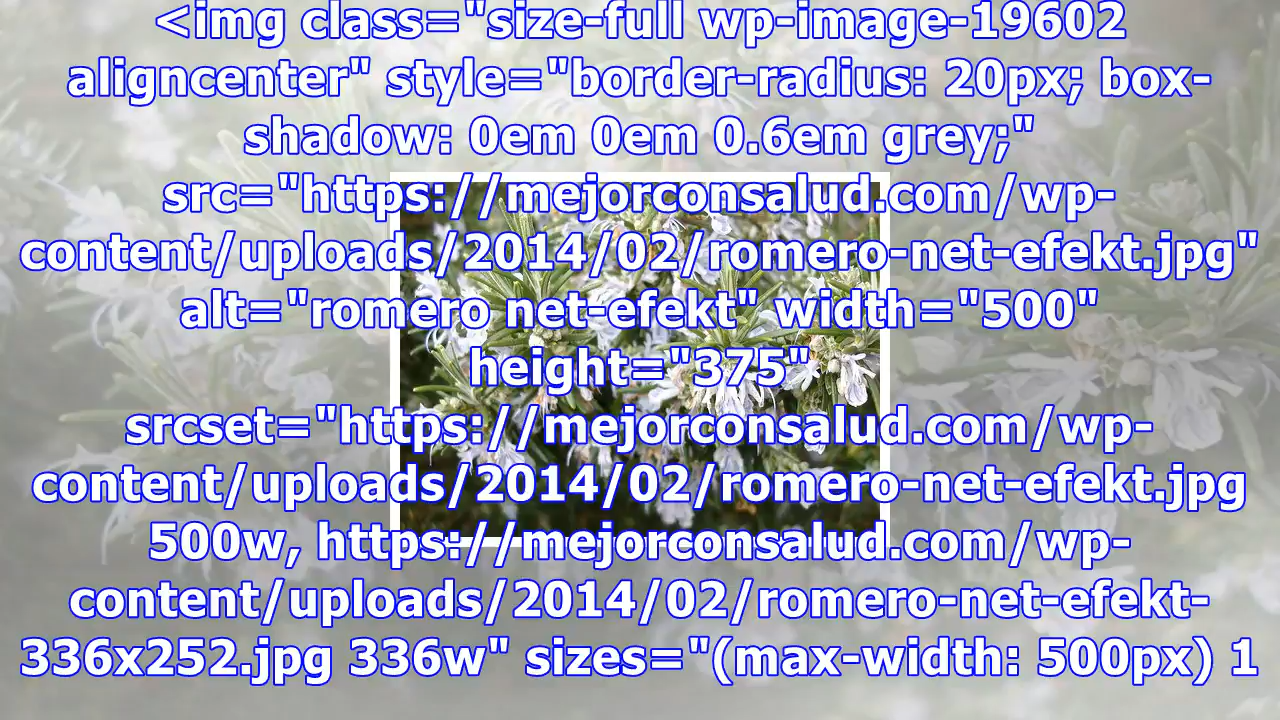 <img class="size-full wp-image-19602
aligncenter" style="border-radius: 20px; box-
shadow: 0em 0em 0.6em grey;"
src="https://mejorconsalud.com/wp-
content/uploads/2014/02/romero-net-efekt.jpg"
alt="romero net-efekt" width="500"
height="375"
srcset="https://mejorconsalud.com/wp-
content/uploads/2014/02/romero-net-efekt.jpg
500w, https://mejorconsalud.com/wp-
content/uploads/2014/02/romero-net-efekt-
336x252.jpg 336w" sizes="(max-width: 500px) 1